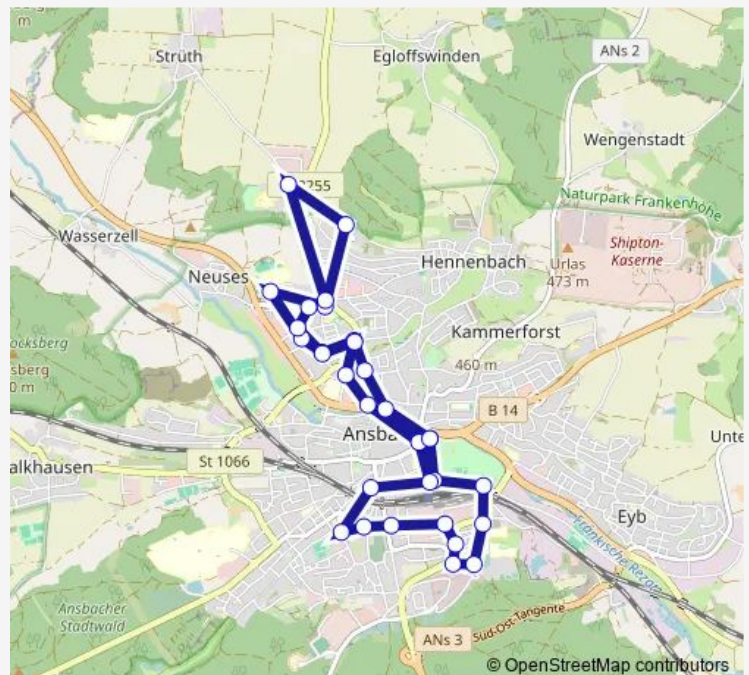 m
Strüth
Egloffswinden
ANs 2
Wengenstadt
2255
Naturpark Frankenhöhe
Wasserzell
Shipton-
Kaserne
Neuses
Hennenbach
Urlas
473 m
Kammerforst
ocksberg
sberg
0 m
460 m
B 14
Ansba
Unte
alkhausen
St 1066
Eyb
Fränkische Rezat
Ansbacher
Stadtwald
Süd-Ost-Tangente
ANs 3
© OpenStreetMap contributors